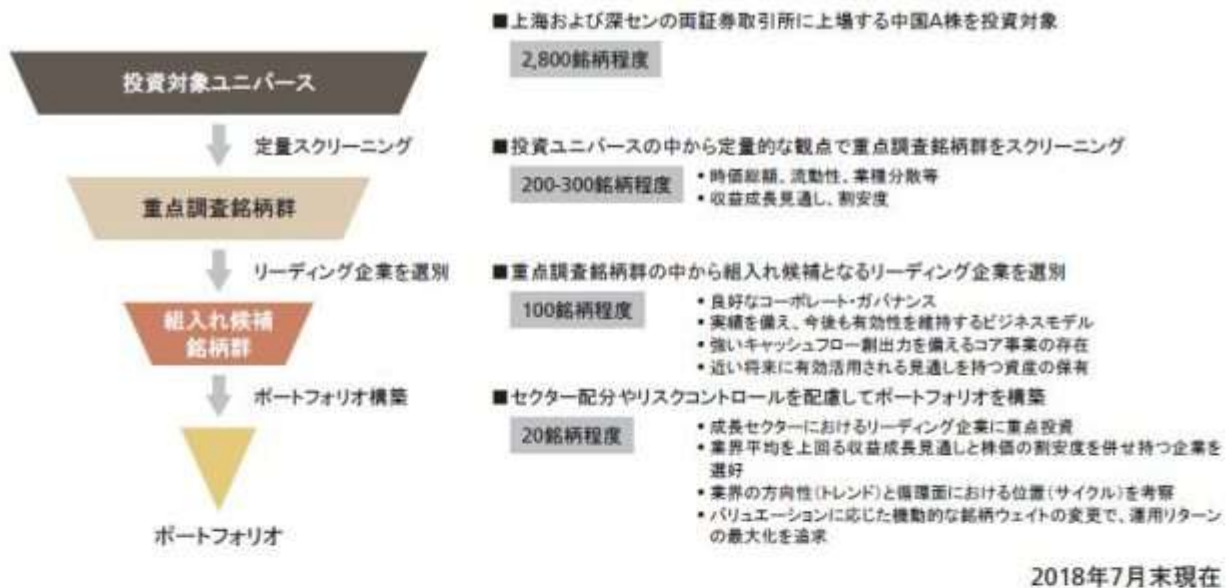 ■上海および深センの両証券取引所に上場する中国A株を投資対象
2,800銘柄程度
投資対象ユニバース
定量スクリーニング
■投資ユニバースの中から定量的な観点で重点調査銘柄群をスクリーニング
200-300銘柄程度
• 時価総額、流動性、業種分散等
• 収益成長見通し、割安度
重点調査銘柄群
リーディング企業を選別
■重点調査銘柄群の中から組入れ候補となるリーディング企業を選別
100銘柄程度
• 良好なコーポレート・ガバナンス
• 実績を備え、今後も有効性を維持するビジネスモデル
• 強いキャッシュフロー創出力を備えるコア事業の存在
• 近い将来に有効活用される見通しを持つ資産の保有
組入れ候補
銘柄群
ポートフォリオ構築
■セクター配分やリスクコントロールを配慮してポートフォリオを構築
20銘柄程度
• 成長セクターにおけるリーディング企業に重点投資
• 業界平均を上回る収益成長見通しと株価の割安度を併せ持つ企業を
選好
• 業界の方向性(トレンド)と循環面における位置(サイクル)を考察
• バリュエーションに応じた機動的な銘柄ウェイトの変更で、運用リターン
の最大化を追求
ポートフォリオ
2018年7月末現在